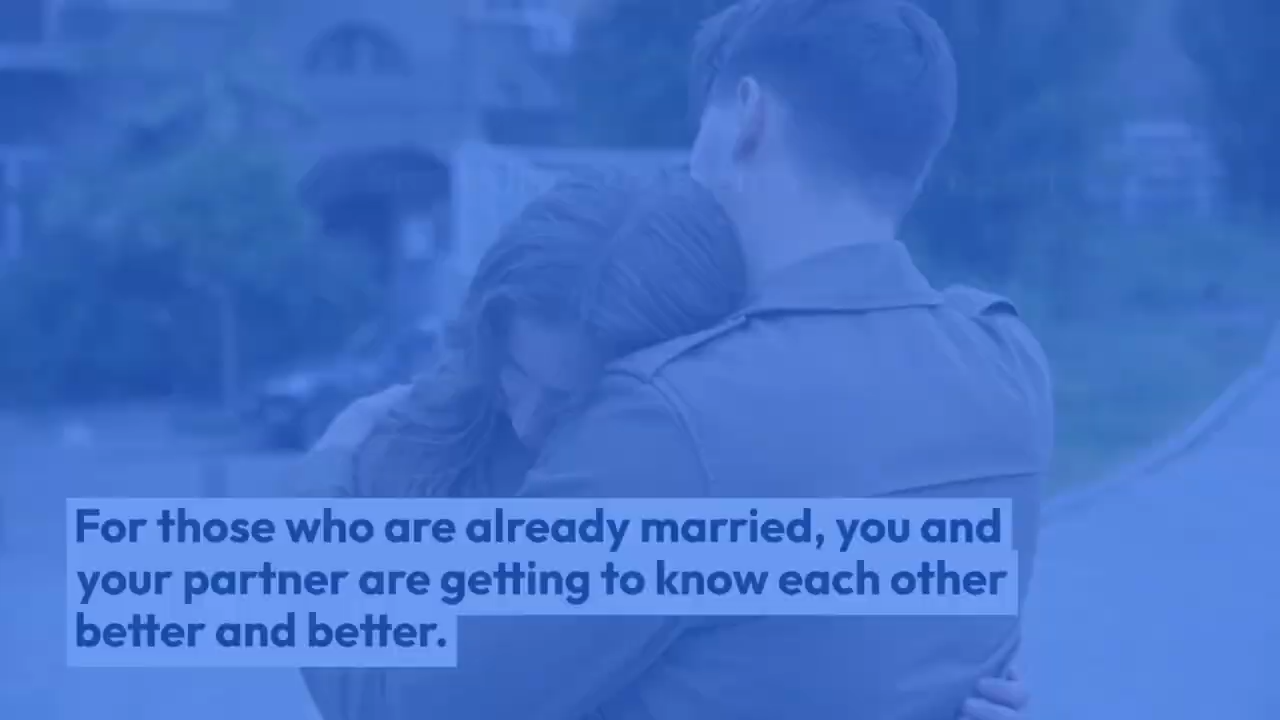 For those who are already married, you and
your partner are getting to know each other
better and better.